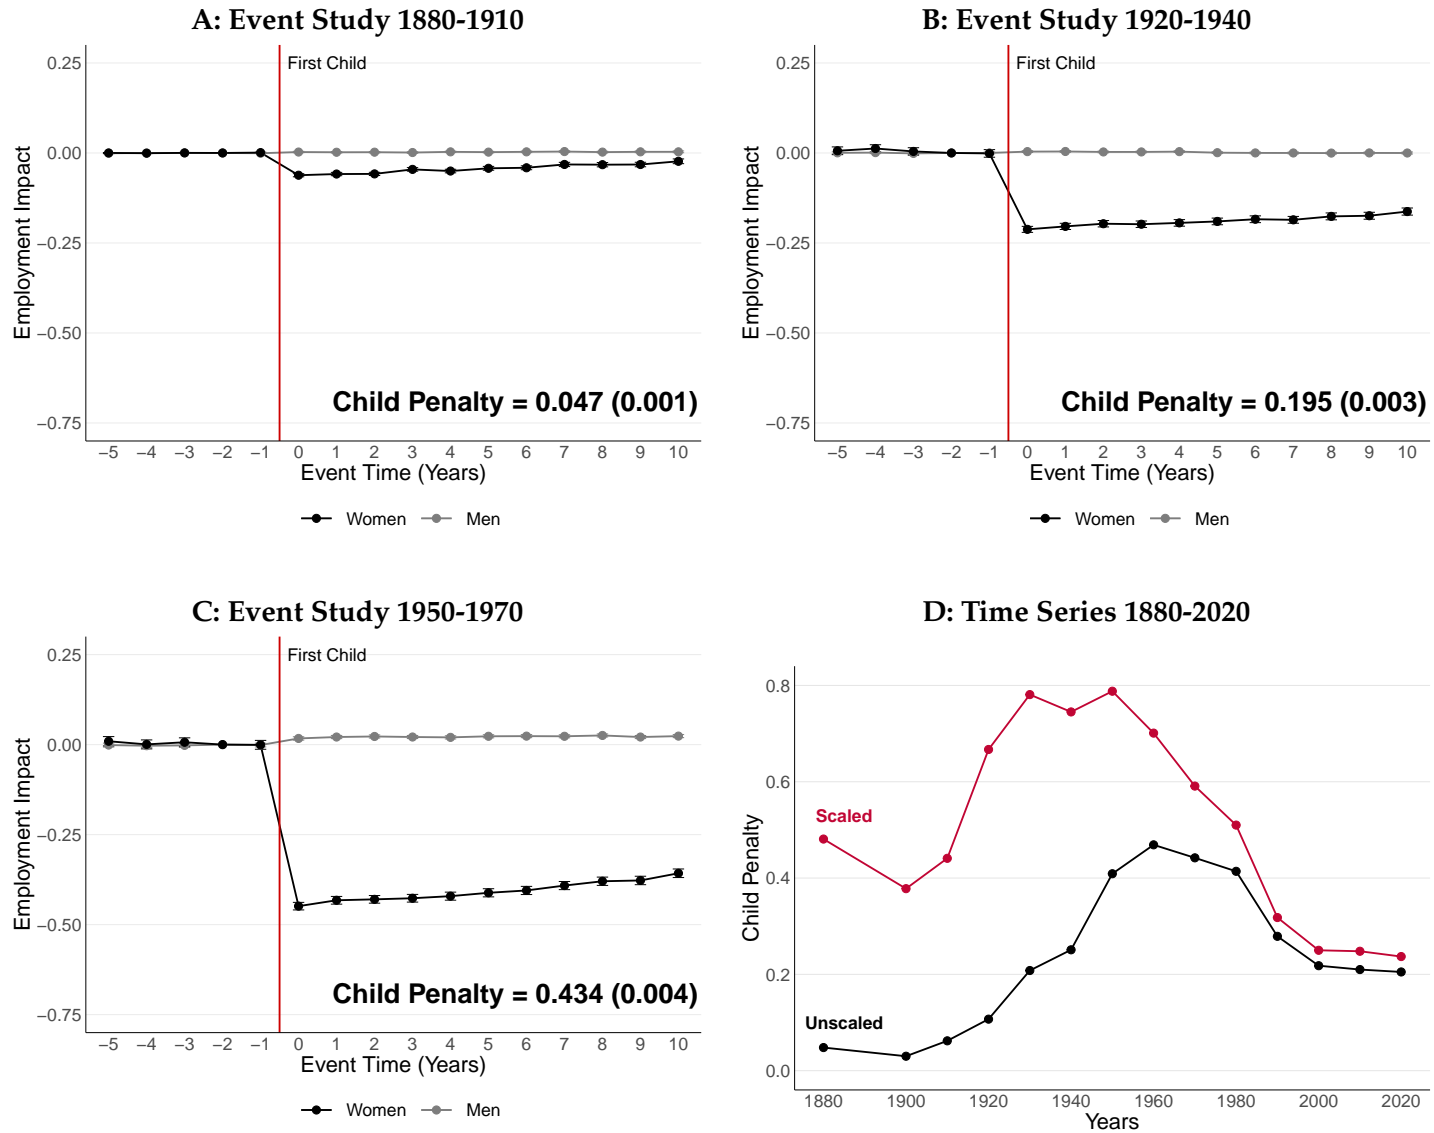 A: Event Study 1880-1910
First Child
Employment Impact
0.25
0.00
−0.25
−0.50
−0.75
Child Penalty = 0.047 (0.001)
−5 −4 −3 −2 −1 0 1 2 3 4 5 6 7 8 9 10
Event Time (Years)
Women Men
B: Event Study 1920-1940
First Child
Employment Impact
0.25
0.00
−0.25
−0.50
−0.75
Child Penalty = 0.195 (0.003)
−5 −4 −3 −2 −1 0 1 2 3 4 5 6 7 8 9 10
Event Time (Years)
Women Men
C: Event Study 1950-1970
First Child
Employment Impact
0.25
0.00
−0.25
−0.50
−0.75
Child Penalty = 0.434 (0.004)
−5 −4 −3 −2 −1 0 1 2 3 4 5 6 7 8 9 10
Event Time (Years)
Women Men
D: Time Series 1880-2020
Child Penalty
0.8
0.6
0.4
0.2
0.0
Scaled
Unscaled
1880 1900 1920 1940 1960 1980 2000 2020
Years